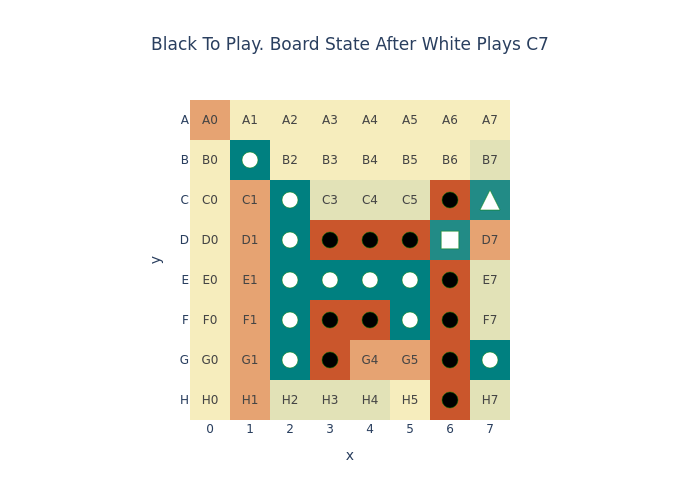 Black To Play. Board State After White Plays C7
A A0 A1 A2 A3 A4 A5 A6 A7
B B0 B2 B3 B4 B5 B6 B7
C C0 C1 C3 C4 C5
D D0 D1 D7
y
E E0 E1 E7
F F0 F1 F7
G G0 G1 G4 G5
H H0 H1 H2 H3 H4 H5 H7
0 1 2 3 4 5 6 7
x